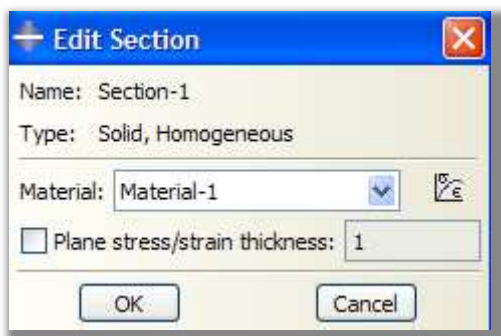 Edit Section
Name: Section-1
Type: Solid, Homogeneous
Material: Material-1 σ ε
Plane stress/strain thickness: 1
OK Cancel